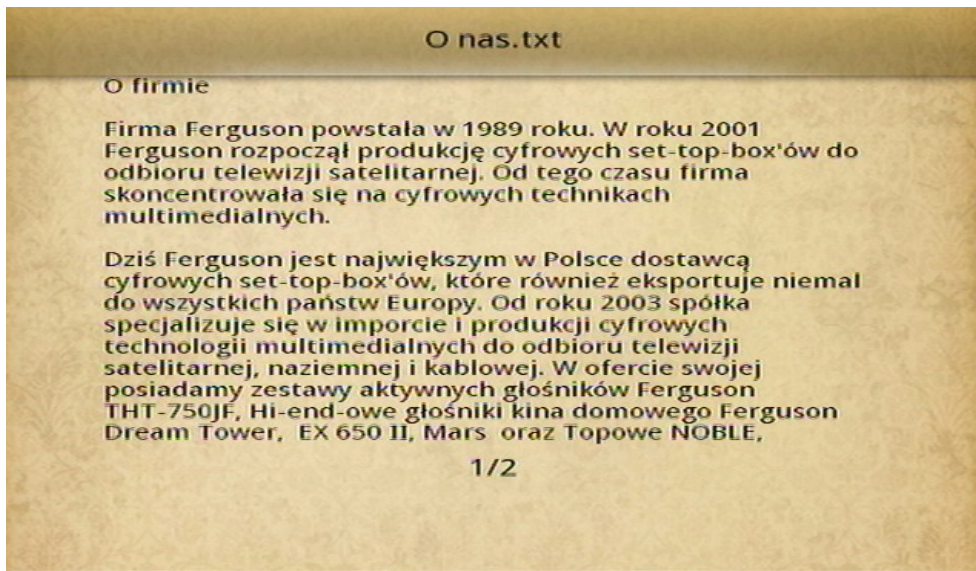 O nas.txt
O firmie
Firma Ferguson powstała w 1989 roku. W roku 2001
Ferguson rozpoczął produkcję cyfrowych set-top-box'ów do
odbioru telewizji satelitarnej. Od tego czasu firma
skoncentrowała się na cyfrowych technikach
multimedialnych.
Dziś Ferguson jest największym w Polsce dostawcą
cyfrowych set-top-box'ów, które również eksportuje niemal
do wszystkich państw Europy. Od roku 2003 spółka
specjalizuje się w imporcie i produkcji cyfrowych
technologii multimedialnych do odbioru telewizji
satelitarnej, naziemnej i kablowej. W ofercie swojej
posiadamy zestawy aktywnych głośników Ferguson
THT-750JF, Hi-end-owe głośniki kina domowego Ferguson
Dream Tower,  EX 650 II, Mars  oraz Topowe NOBLE,
1/2